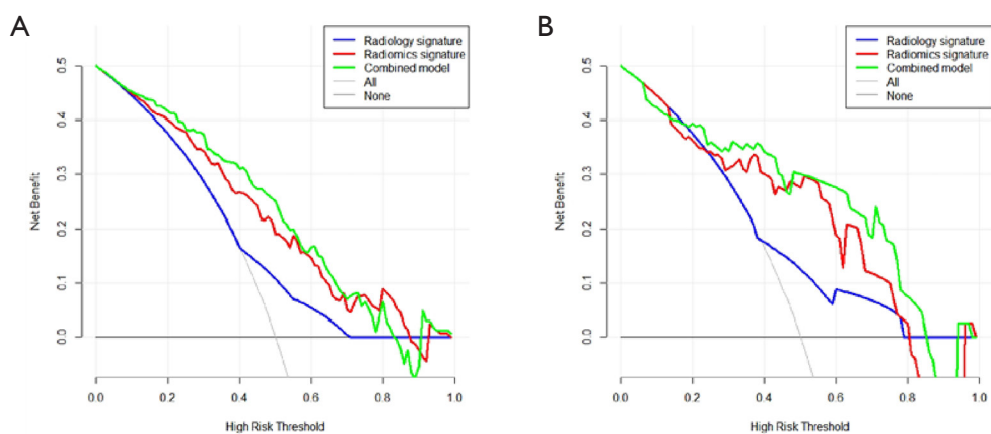 A
Radiology signature
Radiomics signature
Combined model
All
None
Net Benefit
0.5
0.4
0.3
0.2
0.1
0.0
0.0 0.2 0.4 0.6 0.8 1.0
High Risk Threshold
B
Radiology signature
Radiomics signature
Combined model
All
None
Net Benefit
0.5
0.4
0.3
0.2
0.1
0.0
0.0 0.2 0.4 0.6 0.8 1.0
High Risk Threshold